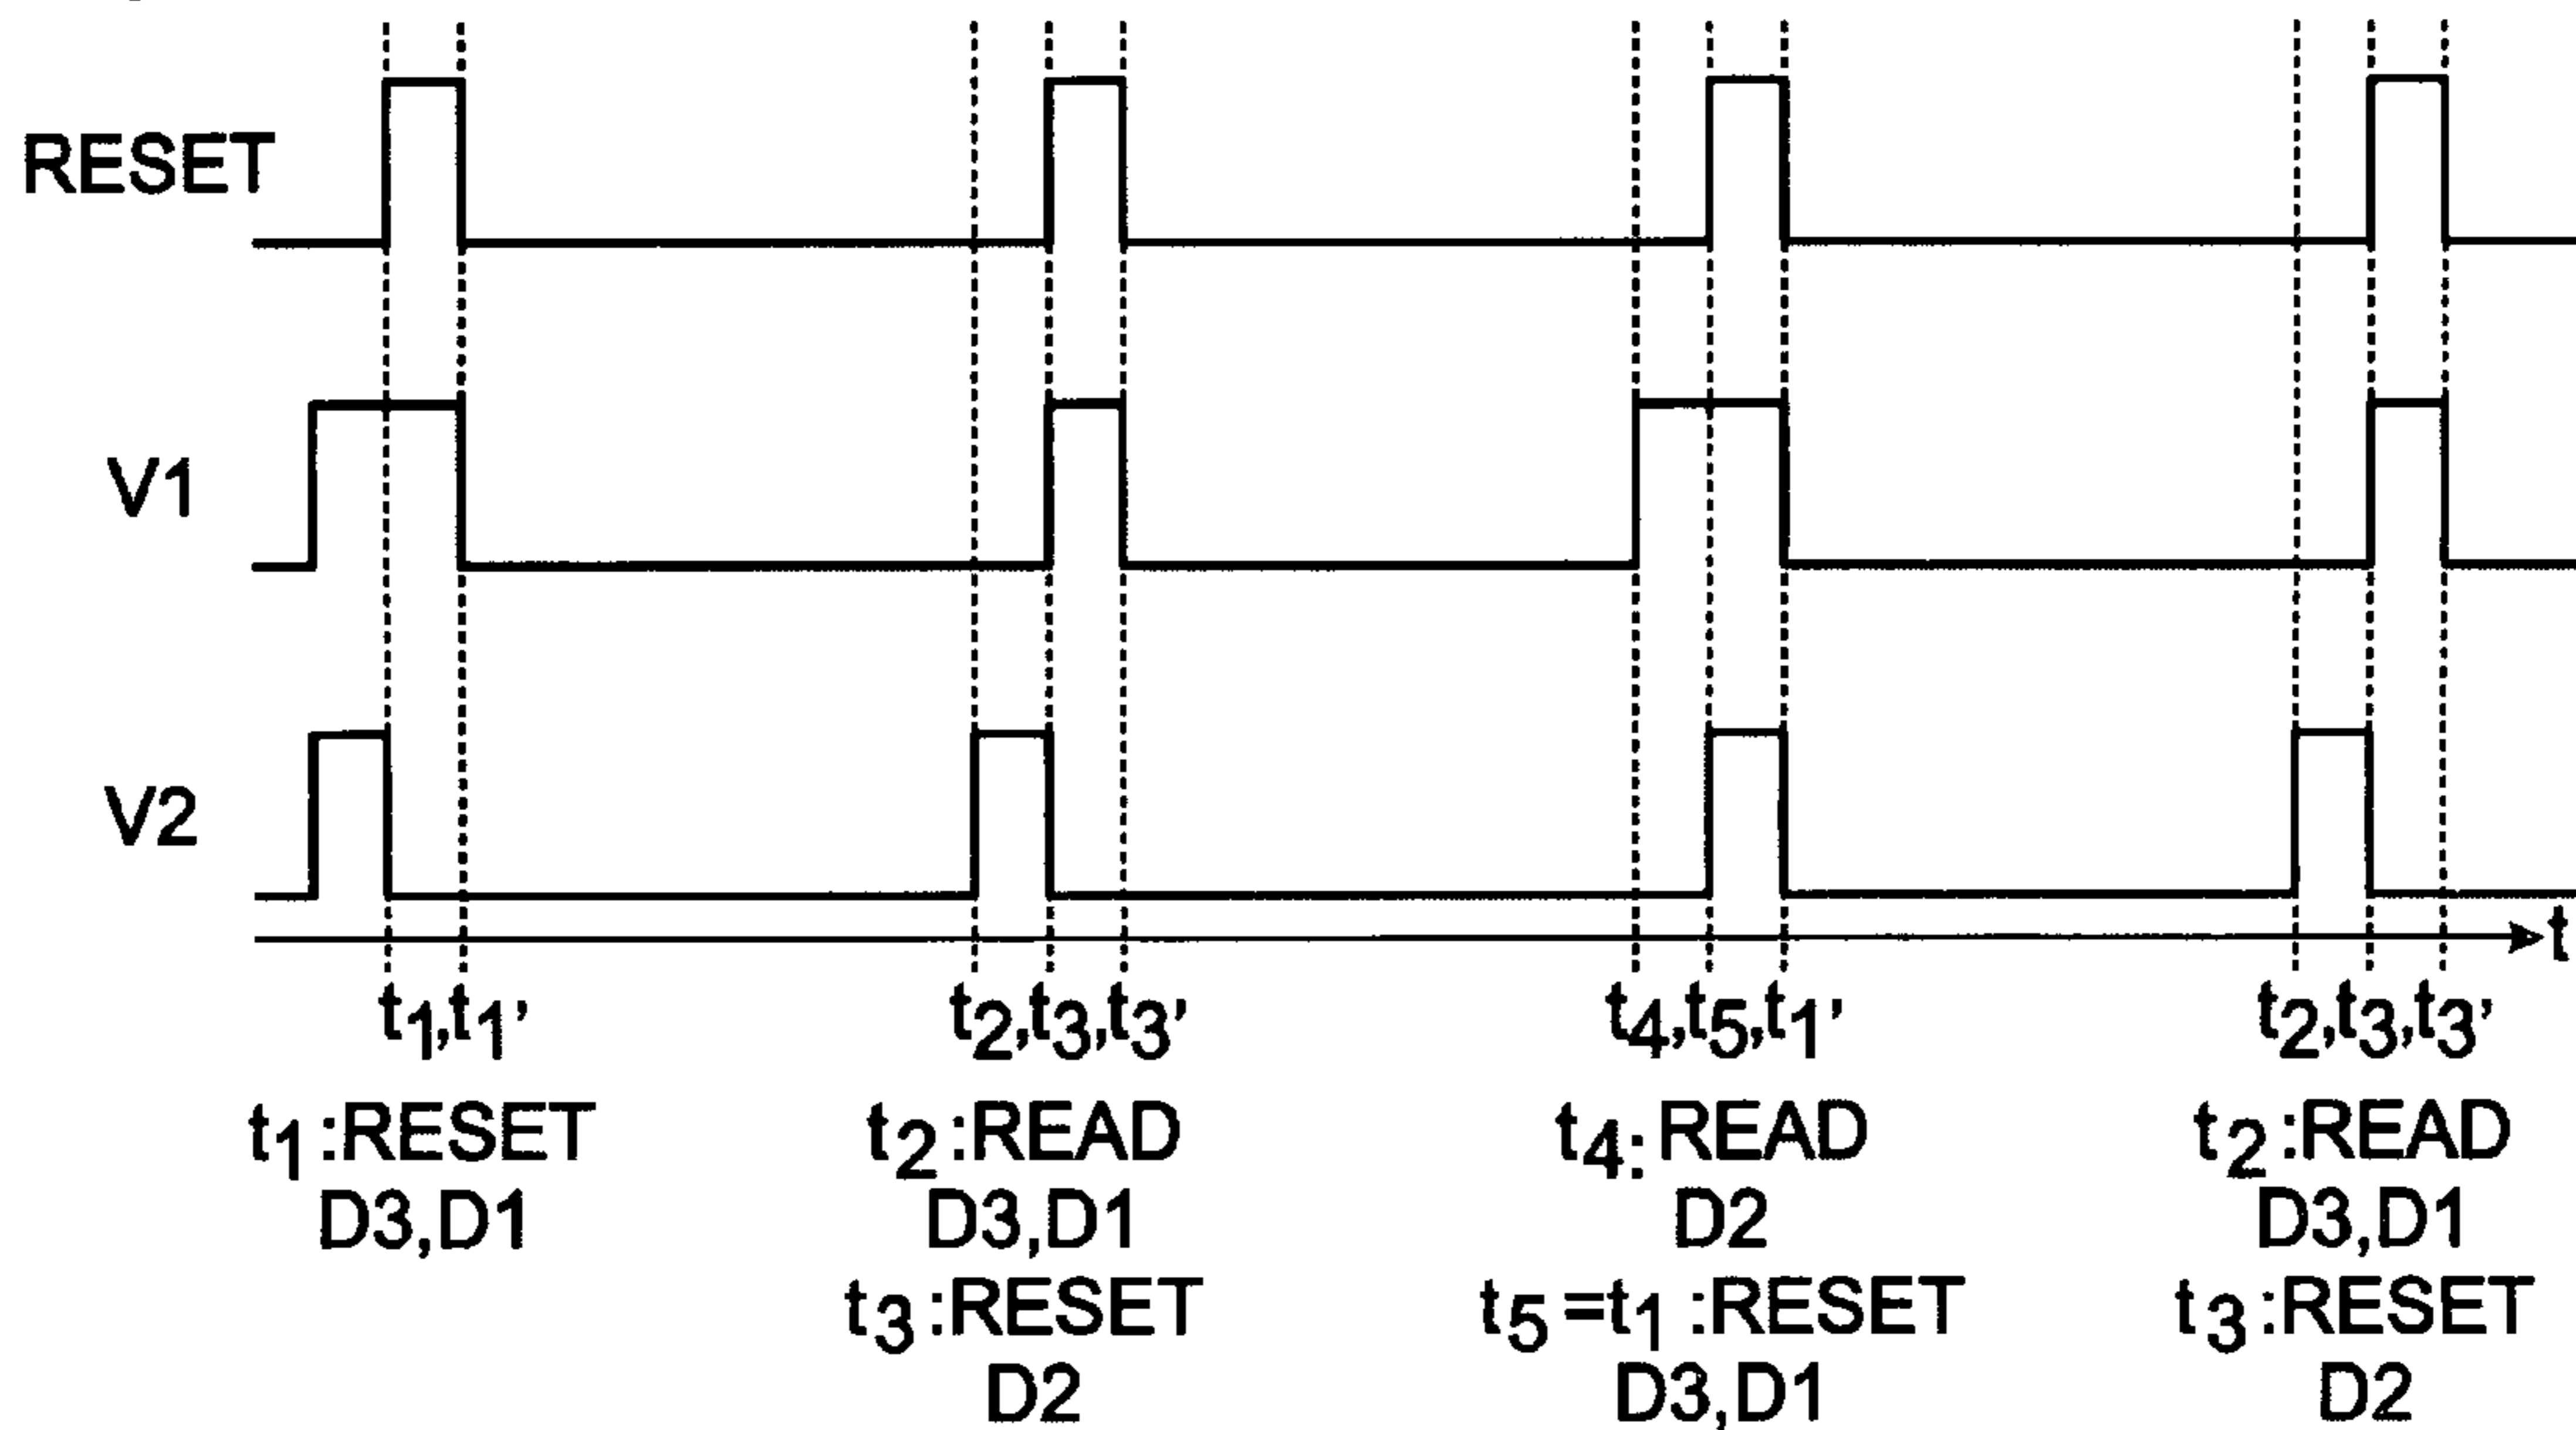 RESET
V1
V2
t
t₁,t₁' t₂,t₃,t₃' t₄,t₅,t₁' t₂,t₃,t₃'
t₁:RESET t₂:READ t₄:READ t₂:READ
D3,D1 D3,D1 D2 D3,D1
t₃:RESET t₅=t₁:RESET t₃:RESET
D2 D3,D1 D2